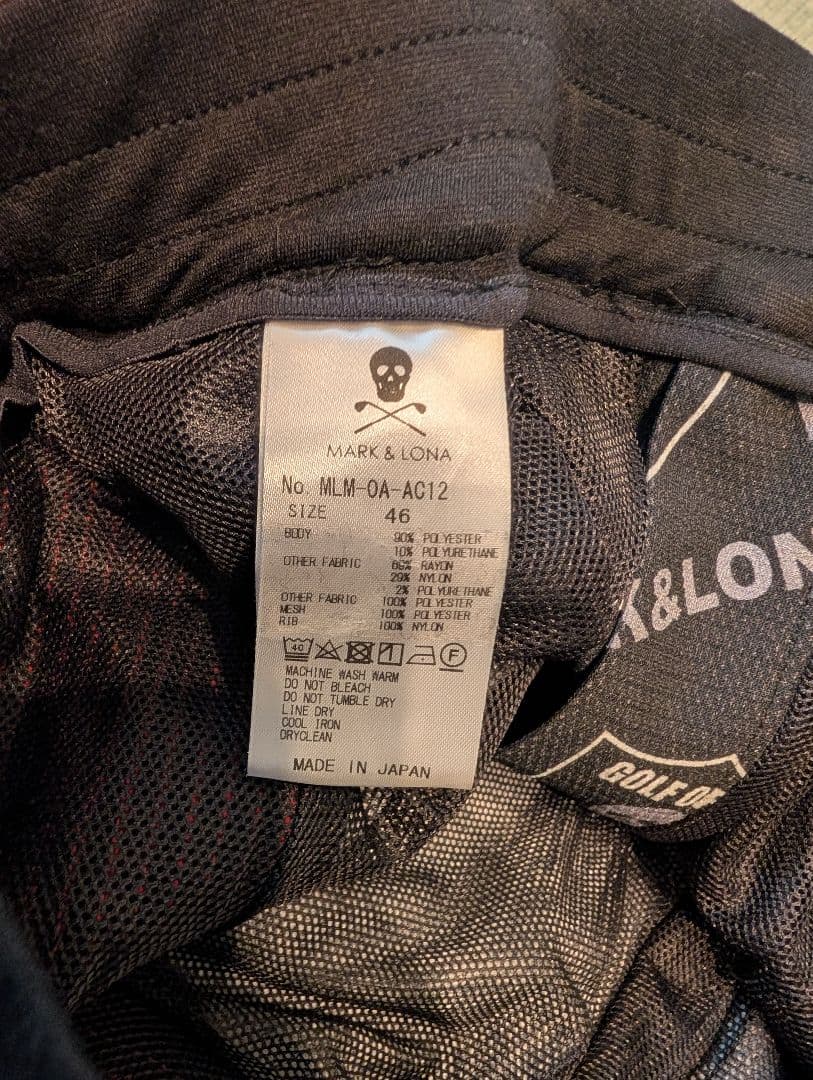 MARK & LONA
No. MLM-OA-AC12
SIZE 46
BODY 90% POLYESTER
10% POLYURETHANE
OTHER FABRIC 69% RAYON
29% NYLON
2% POLYURETHANE
OTHER FABRIC 100% POLYESTER
MESH 100% POLYESTER
RIB 100% NYLON
40 F
MACHINE WASH WARM
DO NOT BLEACH
DO NOT TUMBLE DRY
LINE DRY
COOL IRON
DRYCLEAN
MADE IN JAPAN
K&LON
GOLF OF